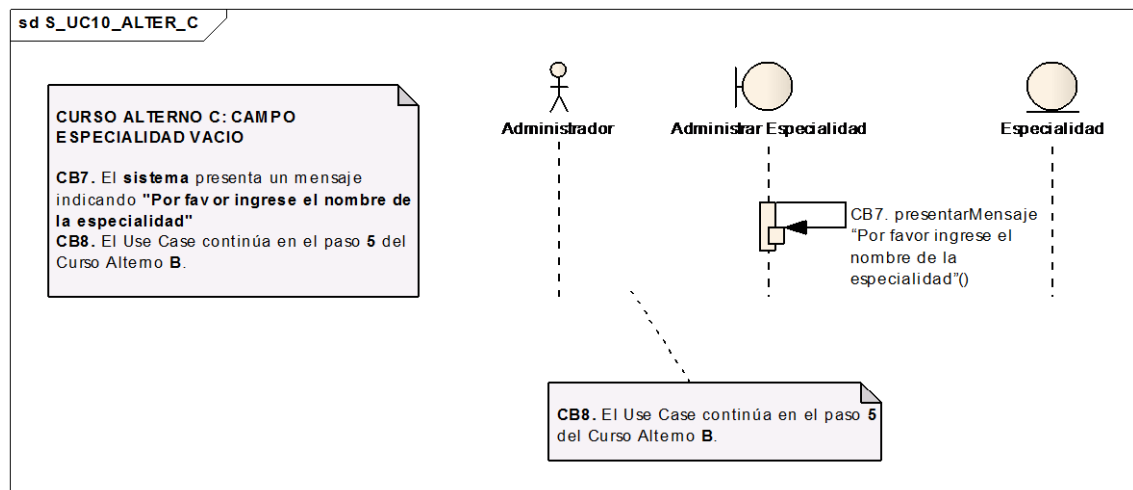 sd S_UC10_ALTER_C
CURSO ALTERNO C: CAMPO
ESPECIALIDAD VACIO
CB7. El sistema presenta un mensaje
indicando "Por favor ingrese el nombre de
la especialidad"
CB8. El Use Case continúa en el paso 5 del
Curso Alterno B.
Administrador
Administrar Especialidad
Especialidad
CB7. presentarMensaje
“Por favor ingrese el
nombre de la
especialidad”()
CB8. El Use Case continúa en el paso 5
del Curso Alterno B.